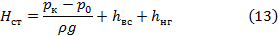 Hст = (pк − p0)/ρg + hвс + hнг (13)